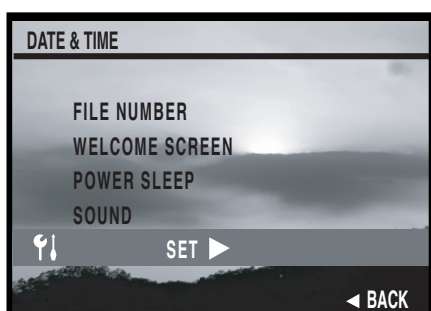 DATE & TIME
FILE NUMBER
WELCOME SCREEN
POWER SLEEP
SOUND
SET ▶
◀ BACK